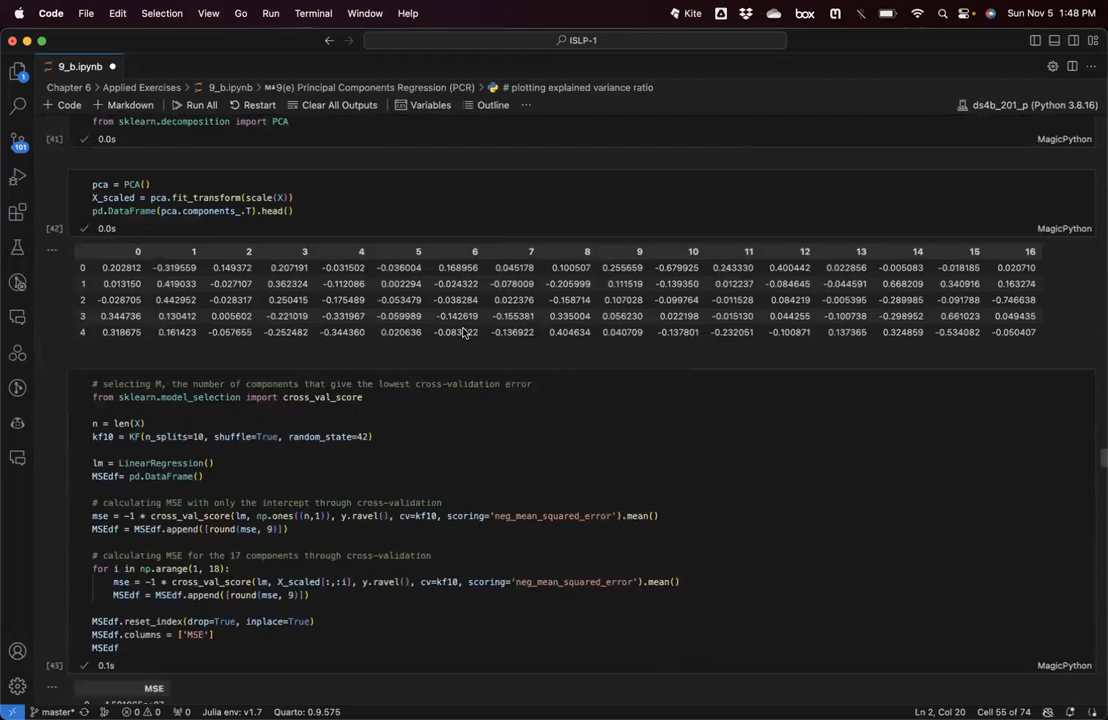 Code File Edit Selection View Go Run Terminal Window Help Kite box Sun Nov 5 1:48 PM
ISLP-1
9_b.ipynb
Chapter 6 > Applied Exercises > 9_b.ipynb > M↓9(e) Principal Components Regression (PCR) > # plotting explained variance ratio
+ Code + Markdown Run All Restart Clear All Outputs Variables Outline ... ds4b_201_p (Python 3.8.16)
from sklearn.decomposition import PCA
[41] ✓ 0.0s MagicPython
pca = PCA()
X_scaled = pca.fit_transform(scale(X))
pd.DataFrame(pca.components_.T).head()
[42] ✓ 0.0s MagicPython
0 1 2 3 4 5 6 7 8 9 10 11 12 13 14 15 16
0 0.202812 -0.319559 0.149372 0.207191 -0.031502 -0.036004 0.168956 0.045178 0.100507 0.255659 -0.679925 0.243330 0.400442 0.022856 -0.005083 -0.018185 0.020710
1 0.013150 0.419033 -0.027107 0.362324 -0.112086 0.002294 -0.024322 -0.078009 -0.205999 0.111519 -0.139350 0.012237 -0.084645 -0.044591 0.668209 0.340916 0.163274
2 -0.028705 0.442952 -0.028317 0.250415 -0.175489 -0.053479 -0.038284 0.022376 -0.158714 0.107028 -0.099764 -0.011528 0.084219 -0.005395 -0.289988 -0.091788 -0.746638
3 0.344736 0.130412 0.005602 -0.221019 -0.331967 -0.059989 -0.142619 -0.155381 0.335004 0.056230 0.022198 -0.015130 0.044255 -0.100738 -0.298952 0.661023 0.049435
4 0.318675 0.161423 -0.057655 -0.252482 -0.344360 0.020636 -0.136922 0.404634 0.040709 -0.137801 -0.232051 -0.100871 0.137365 0.324859 -0.534082 -0.050407
# selecting M, the number of components that give the lowest cross-validation error
from sklearn.model_selection import cross_val_score
n = len(X)
kf10 = KF(n_splits=10, shuffle=True, random_state=42)
lm = LinearRegression()
MSEdf= pd.DataFrame()
# calculating MSE with only the intercept through cross-validation
mse = -1 * cross_val_score(lm, np.ones((n,1)), y.ravel(), cv=kf10, scoring='neg_mean_squared_error').mean()
MSEdf = MSEdf.append([round(mse, 9)])
# calculating MSE for the 17 components through cross-validation
for i in np.arange(1, 18):
mse = -1 * cross_val_score(lm, X_scaled[:,:i], y.ravel(), cv=kf10, scoring='neg_mean_squared_error').mean()
MSEdf = MSEdf.append([round(mse, 9)])
MSEdf.reset_index(drop=True, inplace=True)
MSEdf.columns = ['MSE']
MSEdf
[43] ✓ 0.1s MagicPython
MSE
1
101
master* 0 0 0 Julia env: v1.7 Quarto: 0.9.575 Ln 2, Col 20 Cell 55 of 74